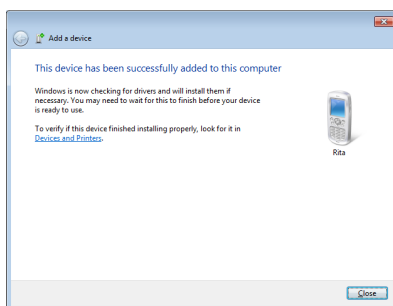 Add a device
This device has been successfully added to this computer
Windows is now checking for drivers and will install them if
necessary. You may need to wait for this to finish before your device
is ready to use.
To verify if this device finished installing properly, look for it in
Devices and Printers.
Rita
Close